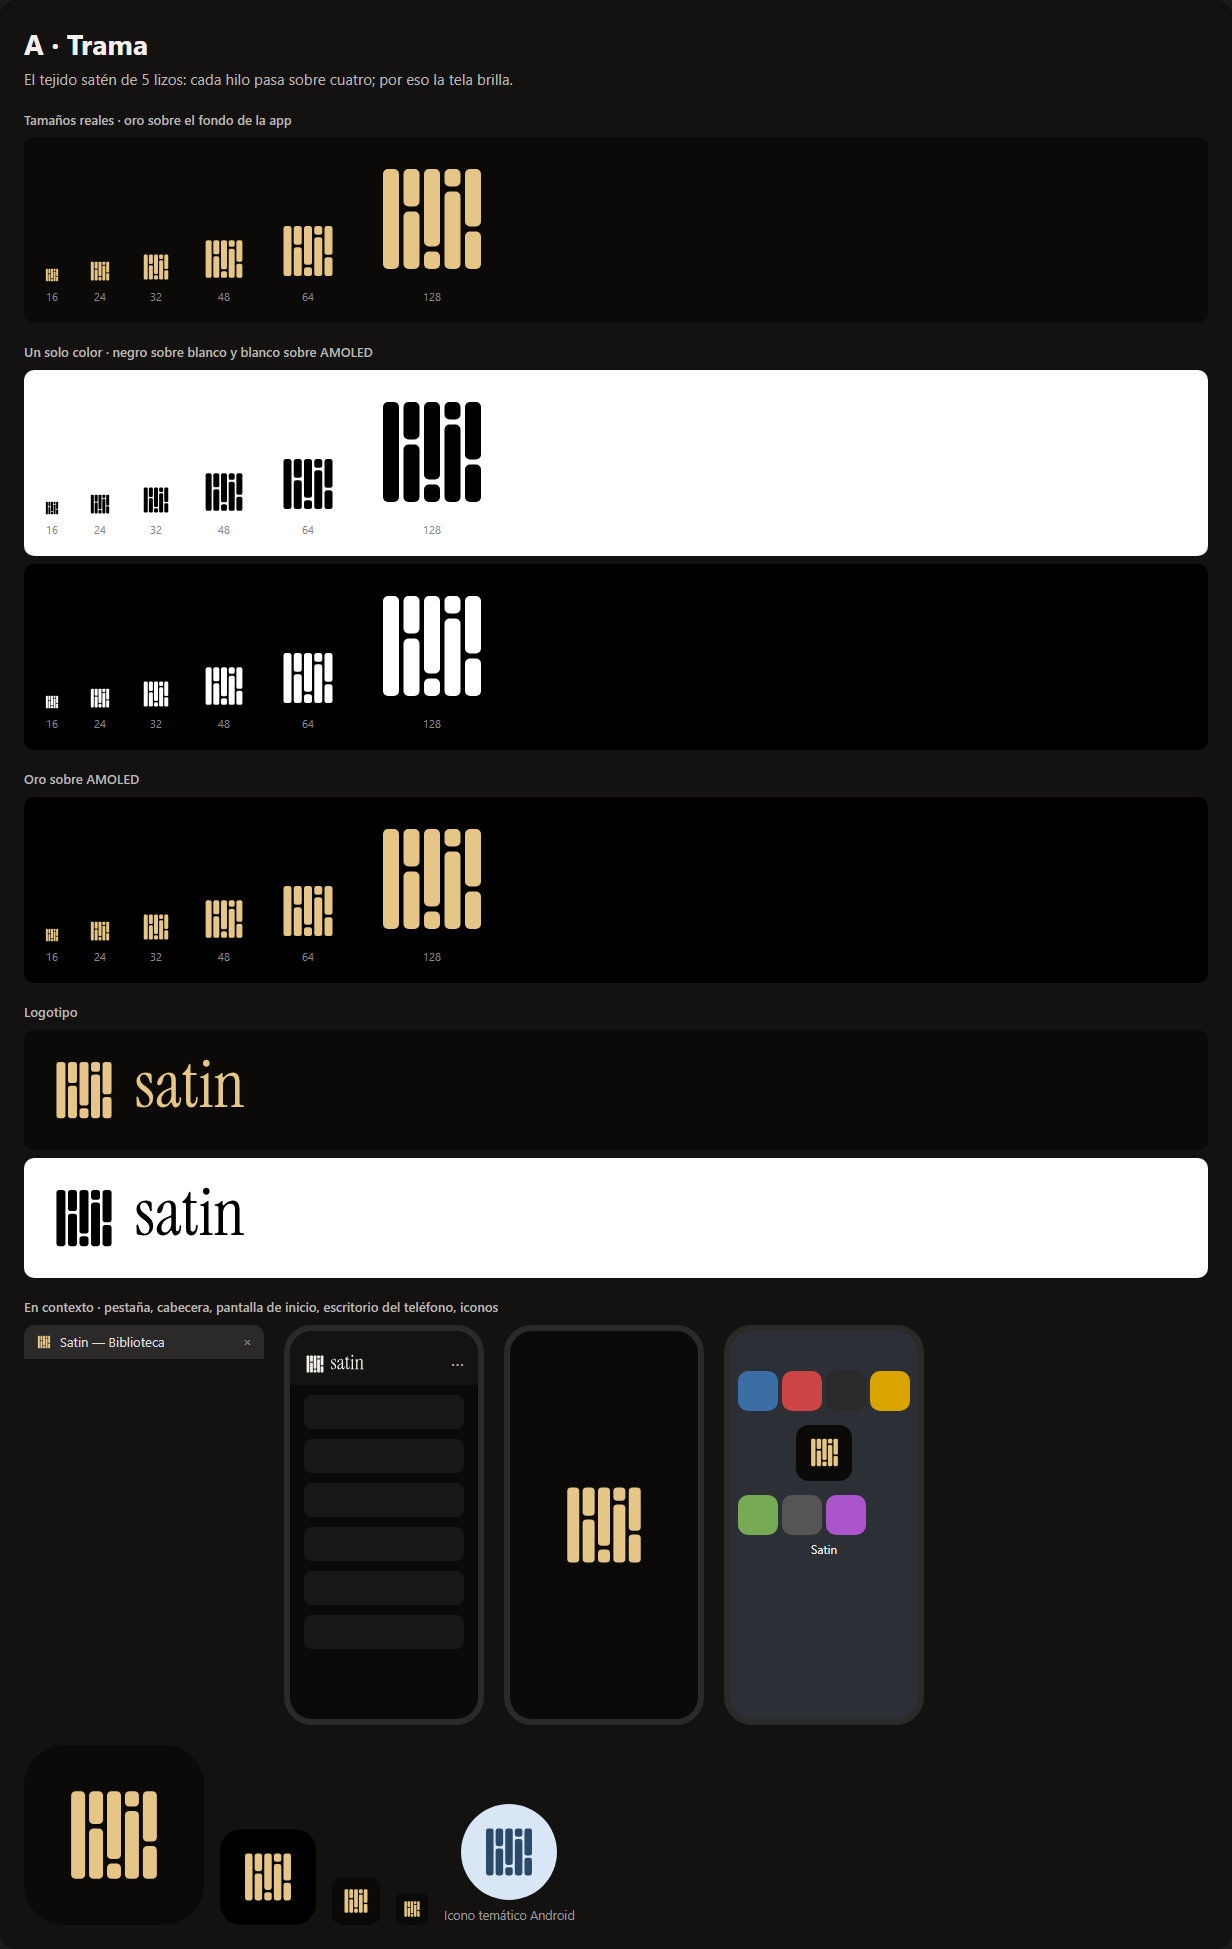 A · Trama
El tejido satén de 5 lizos: cada hilo pasa sobre cuatro; por eso la tela brilla.
Tamaños reales · oro sobre el fondo de la app
16 24 32 48 64 128
Un solo color · negro sobre blanco y blanco sobre AMOLED
16 24 32 48 64 128
16 24 32 48 64 128
Oro sobre AMOLED
16 24 32 48 64 128
Logotipo
satin
satin
En contexto · pestaña, cabecera, pantalla de inicio, escritorio del teléfono, iconos
Satin — Biblioteca ×
satin ···
Satin
Icono temático Android